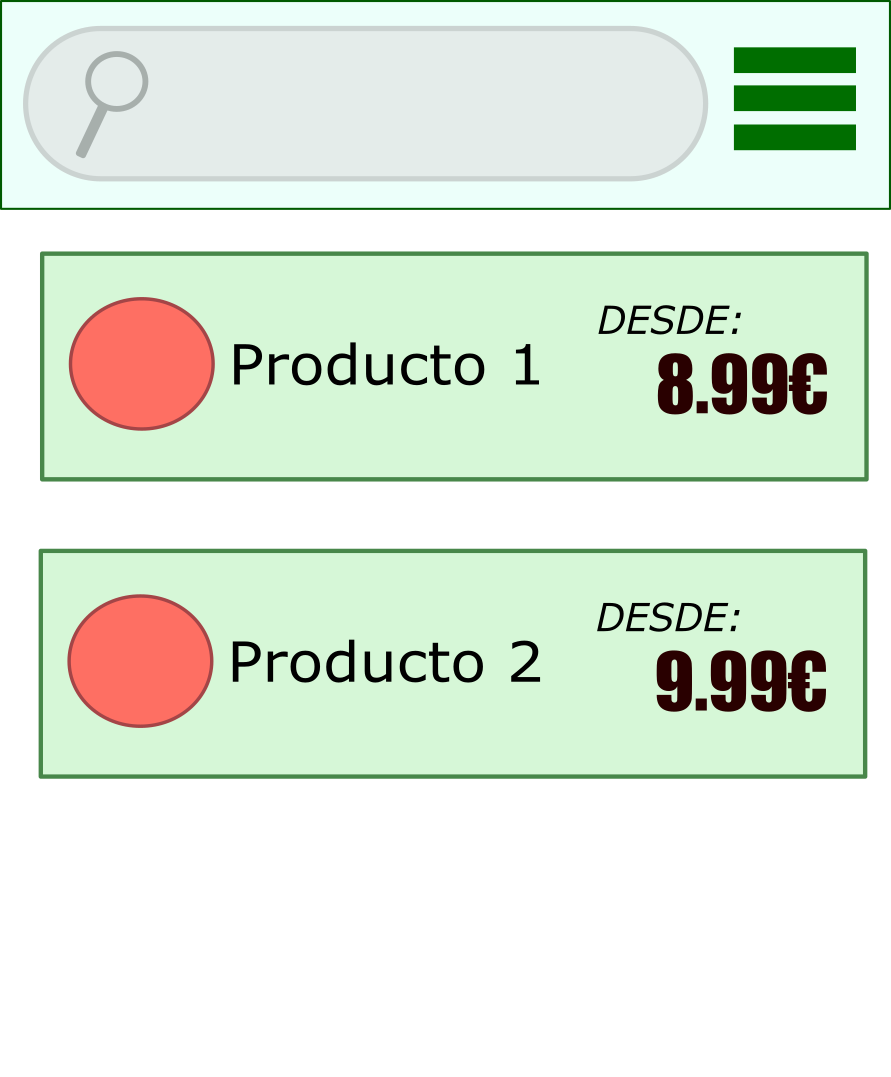 Producto 1
DESDE:
8.99€
Producto 2
DESDE:
9.99€